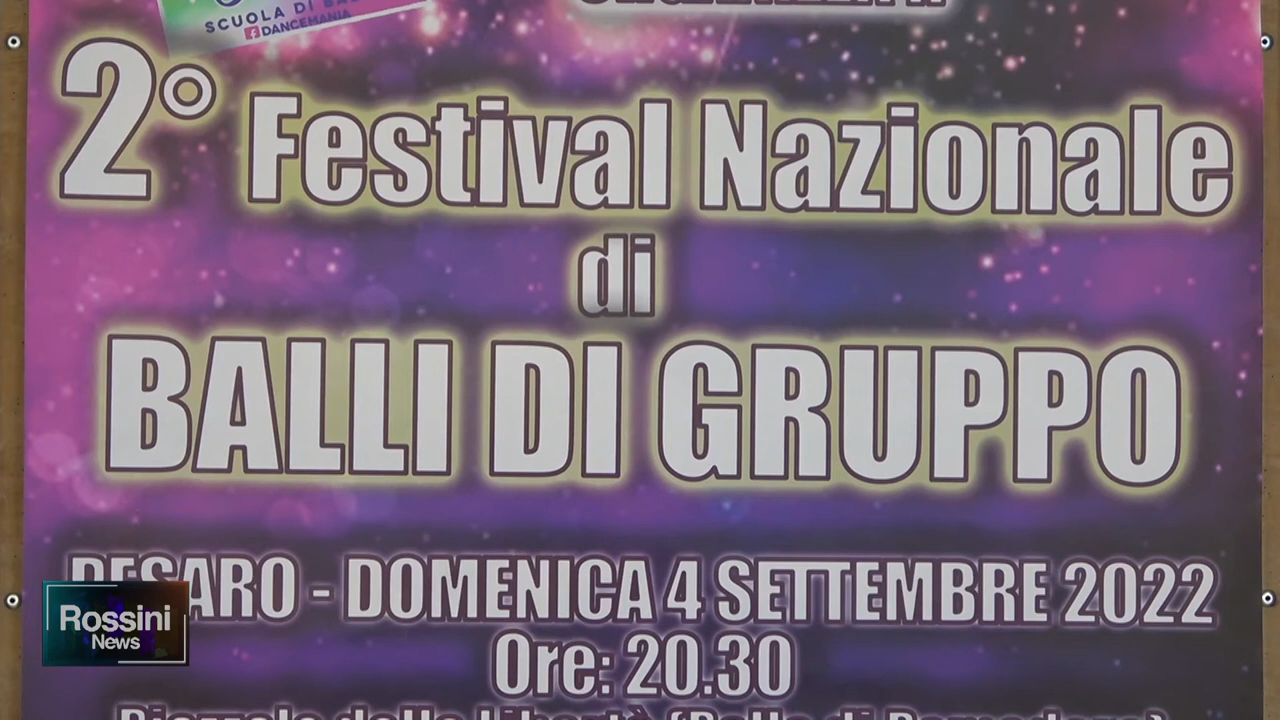 SCUOLA DI
DANCEMANIA
2° Festival Nazionale
di
BALLI DI GRUPPO
PESARO - DOMENICA 4 SETTEMBRE 2022
Ore: 20.30
Rossini
News